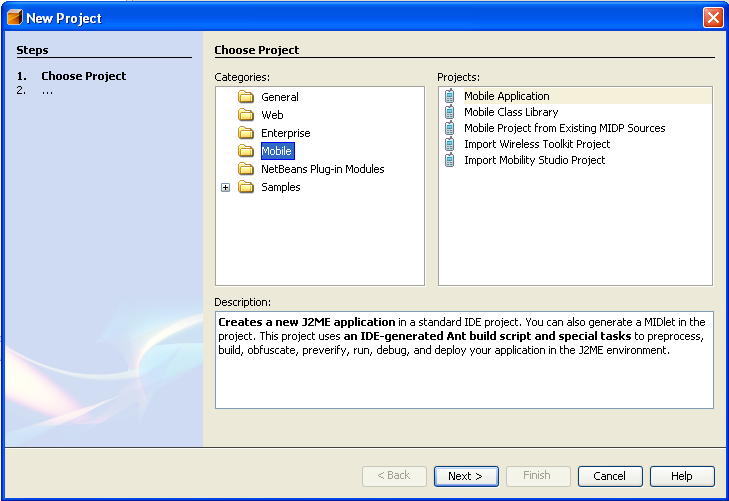 New Project
Steps
1. Choose Project
2. ...
Choose Project
Categories:
General
Web
Enterprise
Mobile
NetBeans Plug-in Modules
Samples
Projects:
Mobile Application
Mobile Class Library
Mobile Project from Existing MIDP Sources
Import Wireless Toolkit Project
Import Mobility Studio Project
Description:
Creates a new J2ME application in a standard IDE project. You can also generate a MIDlet in the
project. This project uses an IDE-generated Ant build script and special tasks to preprocess,
build, obfuscate, preverify, run, debug, and deploy your application in the J2ME environment.
< Back
Next >
Finish
Cancel
Help